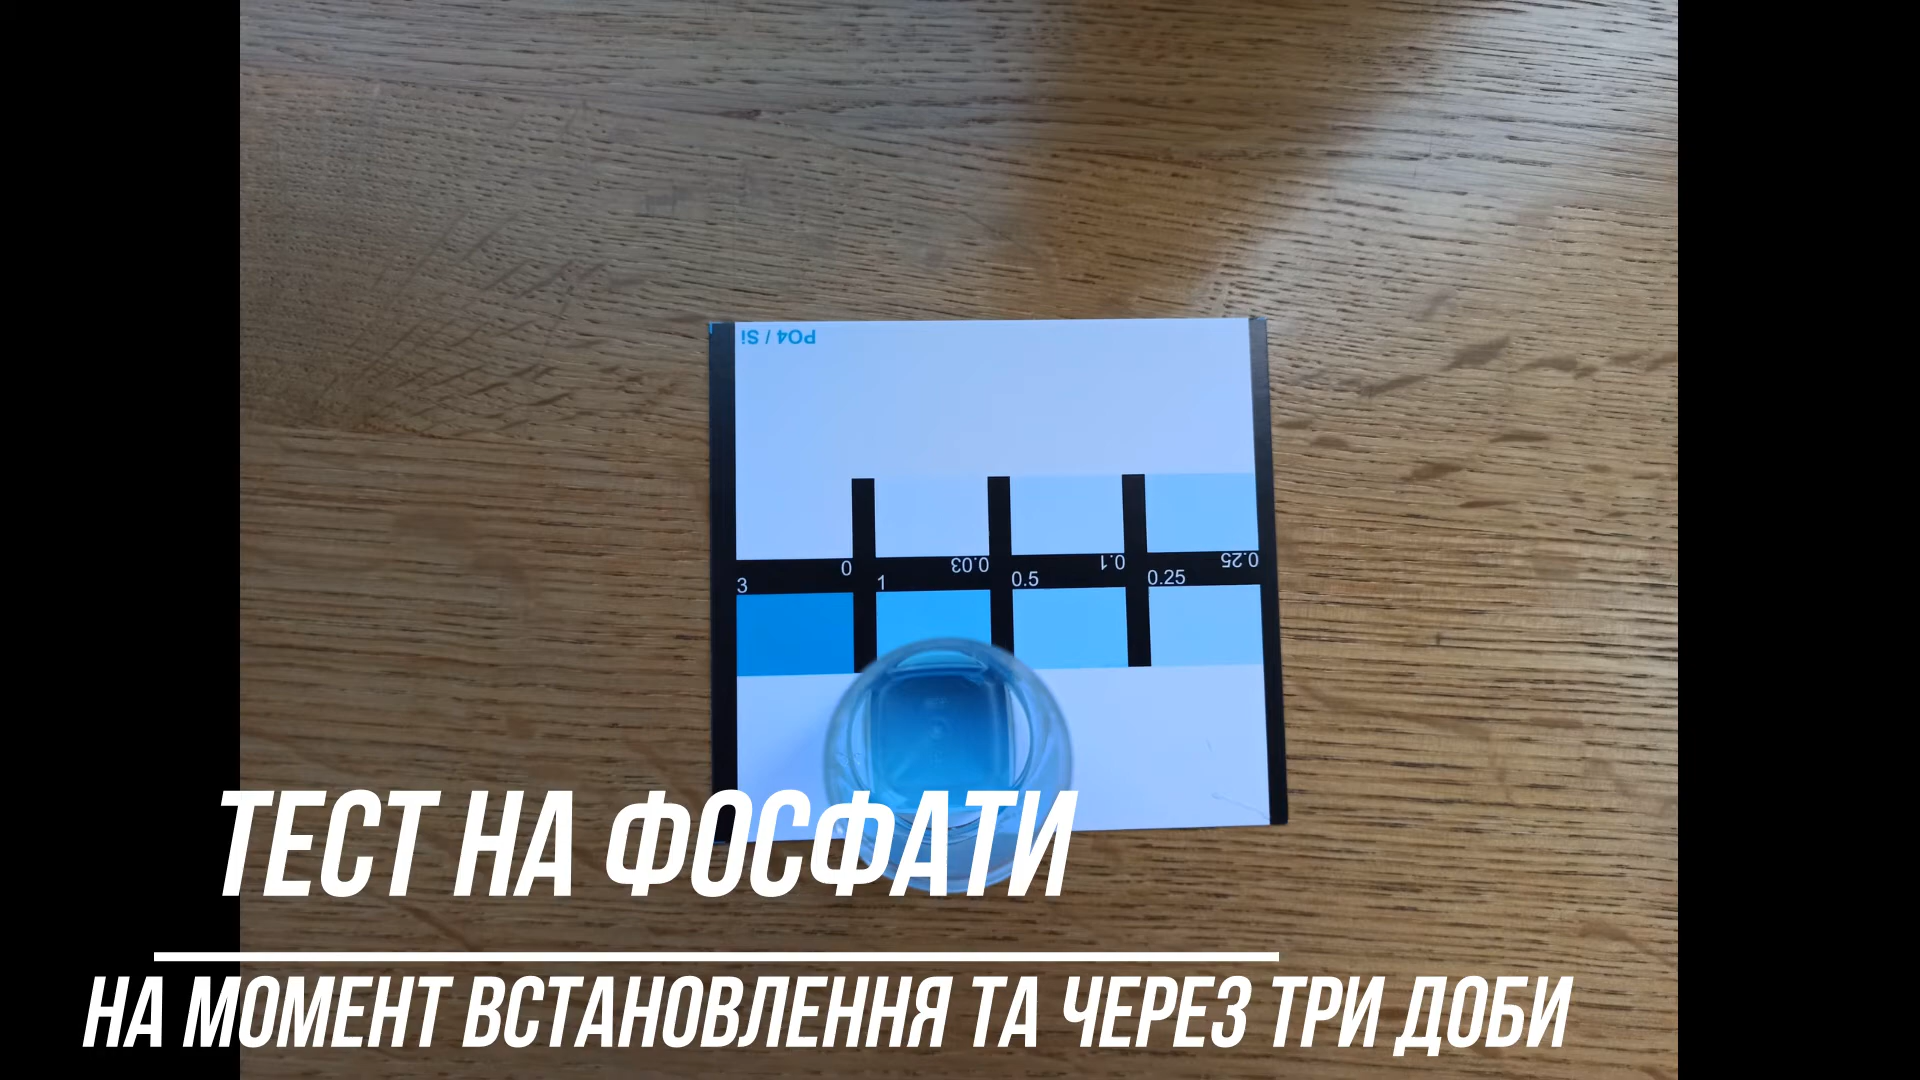 PO4 / Si
0 0.03 0.1 0.25
3 1 0.5 0.25
ТЕСТ НА ФОСФАТИ
НА МОМЕНТ ВСТАНОВЛЕННЯ ТА ЧЕРЕЗ ТРИ ДОБИ